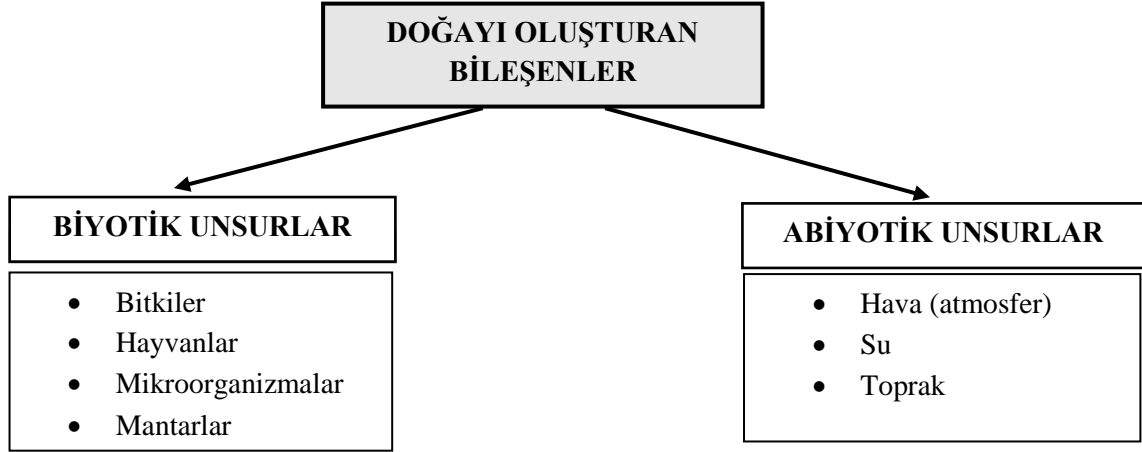 DOĞAYI OLUŞTURAN
BİLEŞENLER
BİYOTİK UNSURLAR
• Bitkiler
• Hayvanlar
• Mikroorganizmalar
• Mantarlar
ABİYOTİK UNSURLAR
• Hava (atmosfer)
• Su
• Toprak